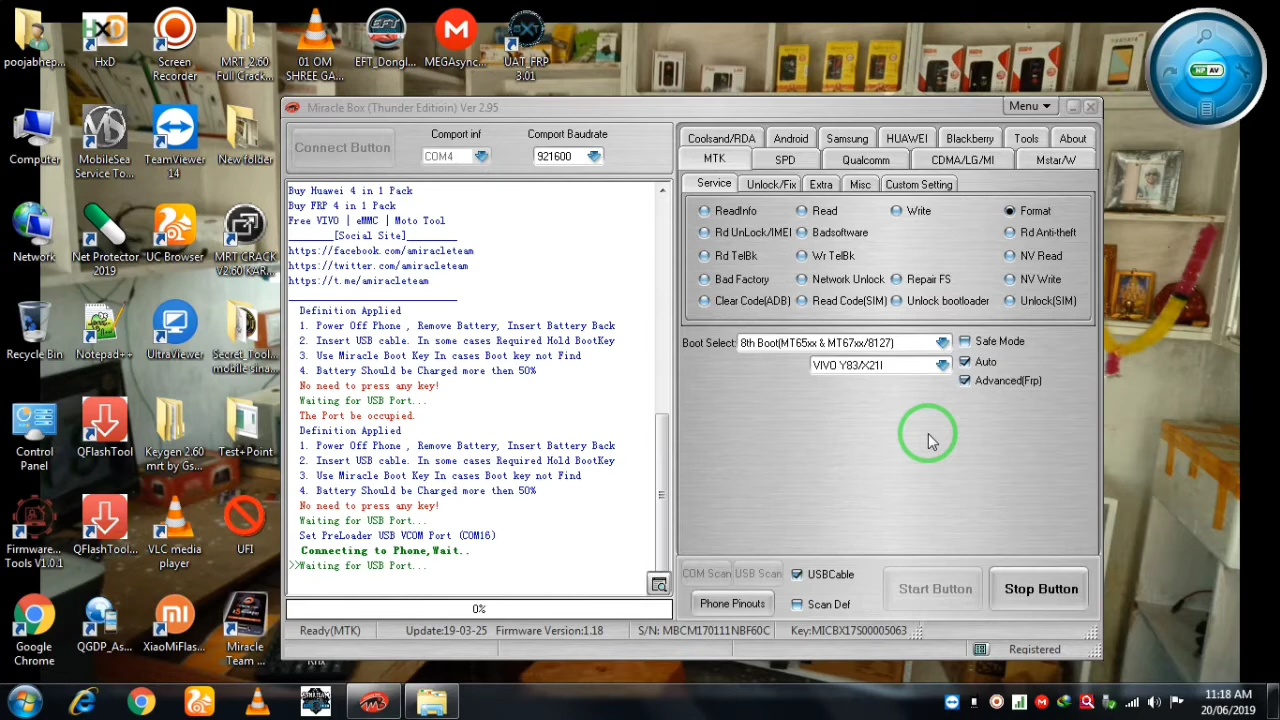 poojabhep...
HxD
Screen
Recorder
MRT_2.60
Full Crack...
01 OM
SHREE GA...
EFT
EFT_Dongl...
M
MEGAsync...
UAT_FRP
3.01
NP AV
Computer
MobileSea
Service To...
TeamViewer
14
New folder
Network
Net Protector
2019
UC Browser
MRT CRACK
V2.60 KAR...
Recycle Bin
Notepad++
UltraViewer
Secret_Tool...
mobile sina...
Control
Panel
QFlashTool
Keygen 2.60
mrt by Gs...
Test+Point
Firmware...
Tools V1.0.1
QFlashTool...
VLC media
player
UFI
Google
Chrome
QGDP_As...
XiaoMiFlas...
Miracle
Team ...
Miracle Box (Thunder Editioin) Ver 2.95
Menu
Connect Button
Comport inf
COM4
Comport Baudrate
921600
Buy Huawei 4 in 1 Pack
Buy FRP 4 in 1 Pack
Free VIVO | eMMC | Moto Tool
________[Social Site]________
https://facebook.com/amiracleteam
https://twitter.com/amiracleteam
https://t.me/amiracleteam
Definition Applied
1. Power Off Phone , Remove Battery, Insert Battery Back
2. Insert USB cable. In some cases Required Hold BootKey
3. Use Miracle Boot Key In cases Boot key not Find
4. Battery Should be Charged more then 50%
No need to press any key!
Waiting for USB Port...
The Port be occupied.
Definition Applied
1. Power Off Phone , Remove Battery, Insert Battery Back
2. Insert USB cable. In some cases Required Hold BootKey
3. Use Miracle Boot Key In cases Boot key not Find
4. Battery Should be Charged more then 50%
No need to press any key!
Waiting for USB Port...
Set PreLoader USB VCOM Port (COM16)
Connecting to Phone,Wait..
>>Waiting for USB Port...
0%
Coolsand/RDA Android Samsung HUAWEI Blackberry Tools About
MTK SPD Qualcomm CDMA/LG/MI Mstar/W
Service Unlock/Fix Extra Misc Custom Setting
ReadInfo Read Write Format
Rd UnLock/IMEI Badsoftware Rd Anti-theft
Rd TelBk Wr TelBk NV Read
Bad Factory Network Unlock Repair FS NV Write
Clear Code(ADB) Read Code(SIM) Unlock bootloader Unlock(SIM)
Boot Select: 8th Boot(MT65xx & MT67xx/8127) Safe Mode
VIVO Y83/X21I Auto
Advanced(Frp)
COM Scan USB Scan USBCable
Start Button Stop Button
Phone Pinouts Scan Def
Ready(MTK) Update:19-03-25 Firmware Version:1.18 S/N: MBCM170111NBF60C Key:MICBX17S00005063
Registered
11:18 AM
20/06/2019